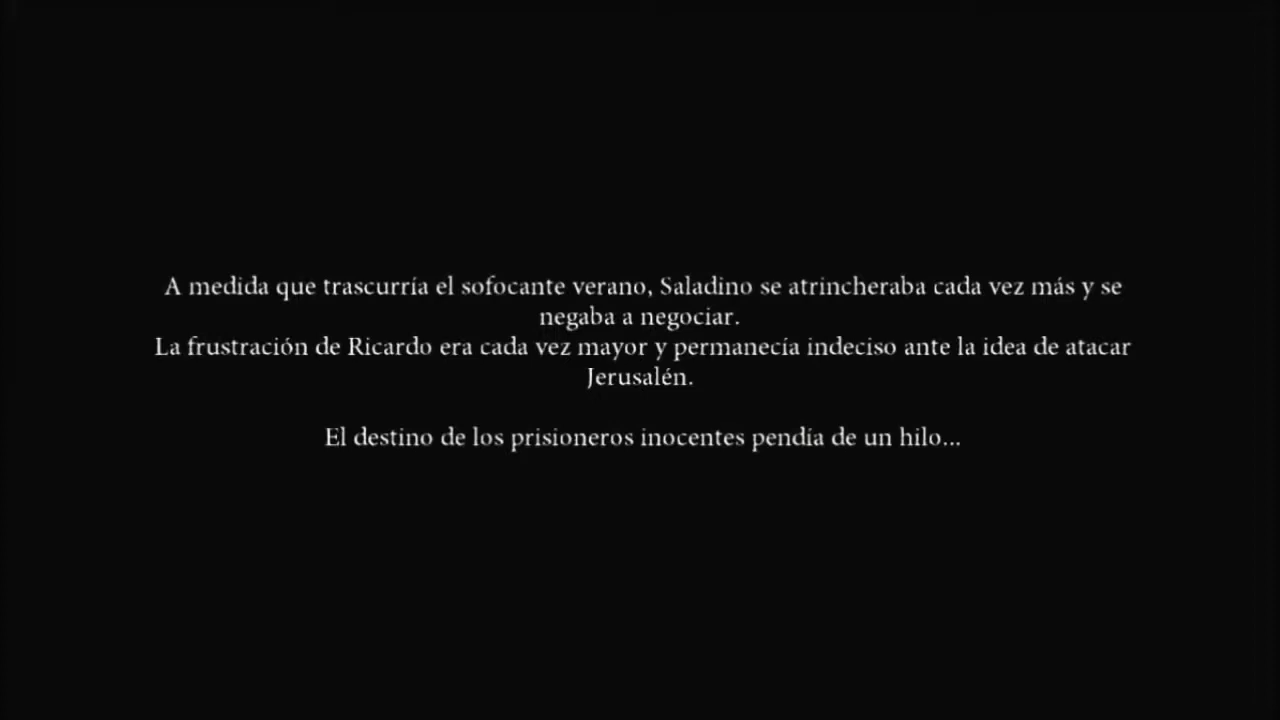 A medida que trascurría el sofocante verano, Saladino se atrincheraba cada vez más y se
negaba a negociar.
La frustración de Ricardo era cada vez mayor y permanecía indeciso ante la idea de atacar
Jerusalén.
El destino de los prisioneros inocentes pendía de un hilo...